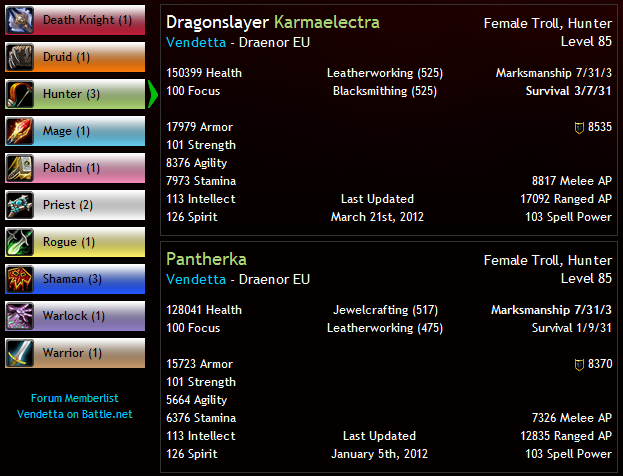 Death Knight (1)
Druid (1)
Hunter (3)
Mage (1)
Paladin (1)
Priest (2)
Rogue (1)
Shaman (3)
Warlock (1)
Warrior (1)
Forum Memberlist
Vendetta on Battle.net
Dragonslayer Karmaelectra Female Troll, Hunter
Vendetta - Draenor EU Level 85
150399 Health Leatherworking (525) Marksmanship 7/31/3
100 Focus Blacksmithing (525) Survival 3/7/31
17979 Armor 8535
101 Strength
8376 Agility
7973 Stamina 8817 Melee AP
113 Intellect Last Updated 17092 Ranged AP
126 Spirit March 21st, 2012 103 Spell Power
Pantherka Female Troll, Hunter
Vendetta - Draenor EU Level 85
128041 Health Jewelcrafting (517) Marksmanship 7/31/3
100 Focus Leatherworking (475) Survival 1/9/31
15723 Armor 8370
101 Strength
5664 Agility
6376 Stamina 7326 Melee AP
113 Intellect Last Updated 12835 Ranged AP
126 Spirit January 5th, 2012 103 Spell Power